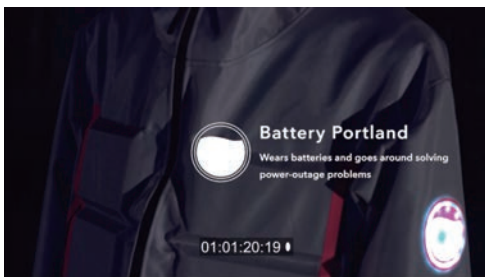 Battery Portland
Wears batteries and goes around solving
power-outage problems
01:01:20:19